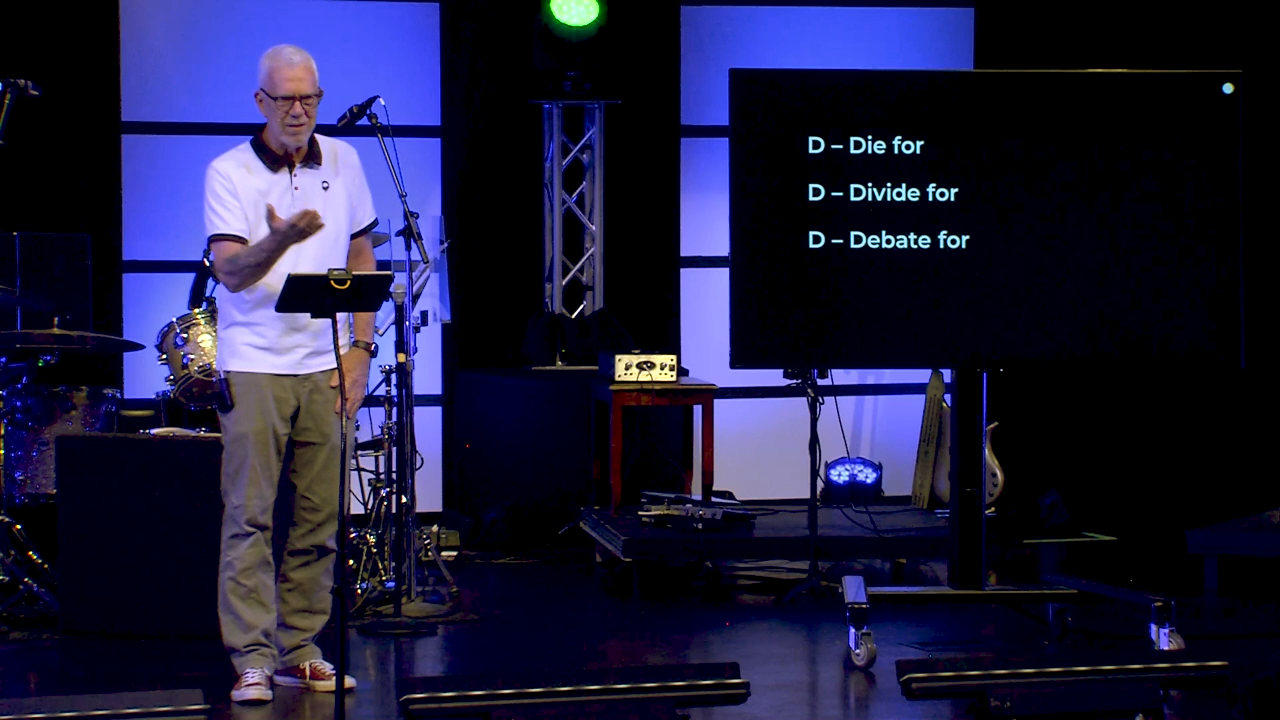 D – Die for
D – Divide for
D – Debate for